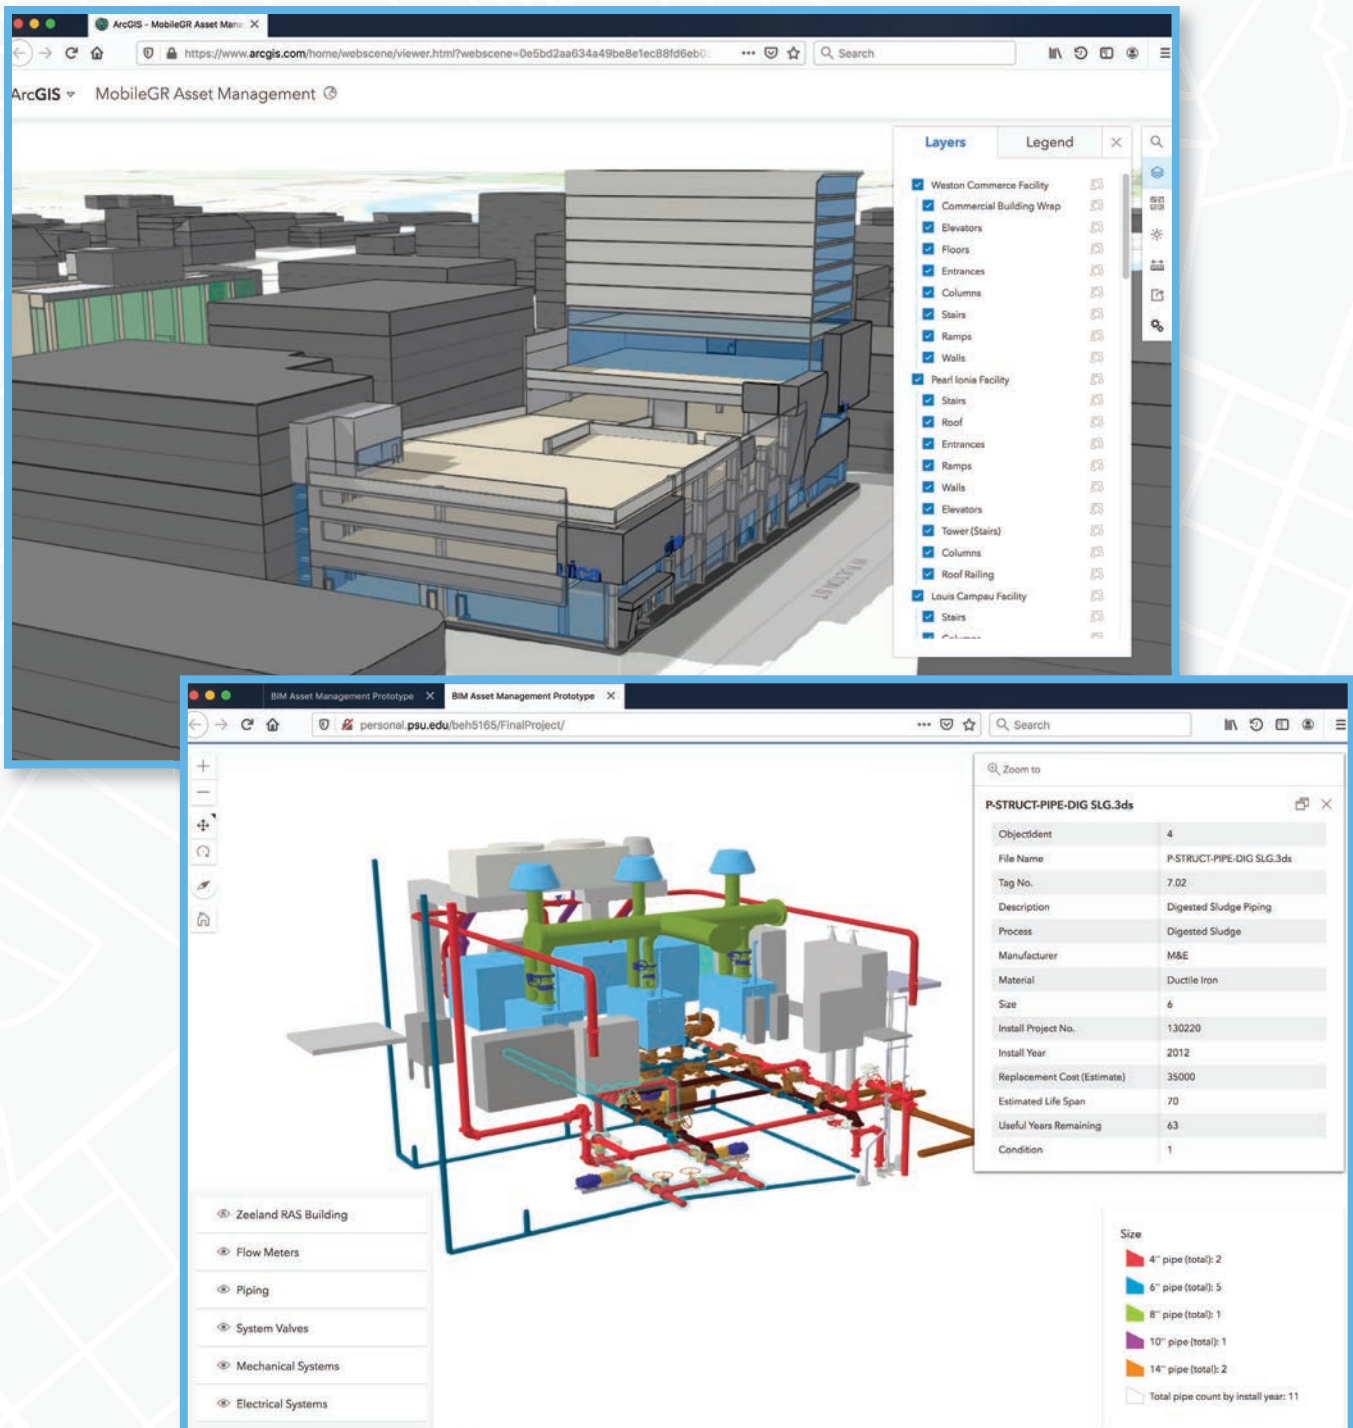 ArcGIS - MobileGR Asset Mana
https://www.arcgis.com/home/webscene/viewer.html?webscene=0e5bd2aa634a49be8e1ec88fd6eb0
Search
ArcGIS
MobileGR Asset Management
Layers
Legend
Weston Commerce Facility
Commercial Building Wrap
Elevators
Floors
Entrances
Columns
Stairs
Ramps
Walls
Pearl Ionia Facility
Stairs
Roof
Entrances
Ramps
Walls
Elevators
Tower (Stairs)
Columns
Roof Railing
Louis Campau Facility
Stairs
Columns
W FULTON ST
BIM Asset Management Prototype
BIM Asset Management Prototype
personal.psu.edu/beh5165/FinalProject/
Search
Zoom to
P-STRUCT-PIPE-DIG SLG.3ds
ObjectIdent 4
File Name P-STRUCT-PIPE-DIG SLG.3ds
Tag No. 7.02
Description Digested Sludge Piping
Process Digested Sludge
Manufacturer M&E
Material Ductile Iron
Size 6
Install Project No. 130220
Install Year 2012
Replacement Cost (Estimate) 35000
Estimated Life Span 70
Useful Years Remaining 63
Condition 1
Zeeland RAS Building
Flow Meters
Piping
System Valves
Mechanical Systems
Electrical Systems
Size
4'' pipe (total): 2
6'' pipe (total): 5
8'' pipe (total): 1
10'' pipe (total): 1
14'' pipe (total): 2
Total pipe count by install year: 11